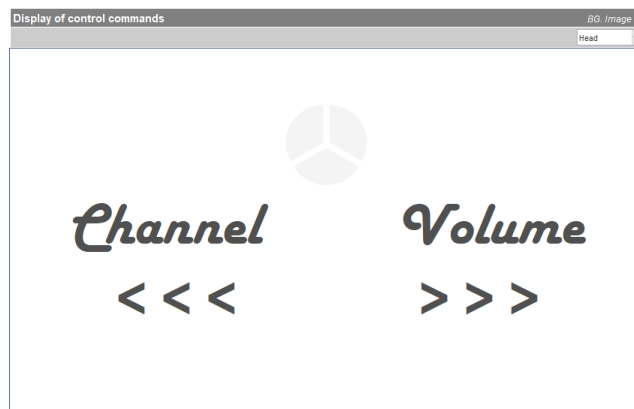 Display of control commands BG. Image
Head
Channel Volume
< < < > > >